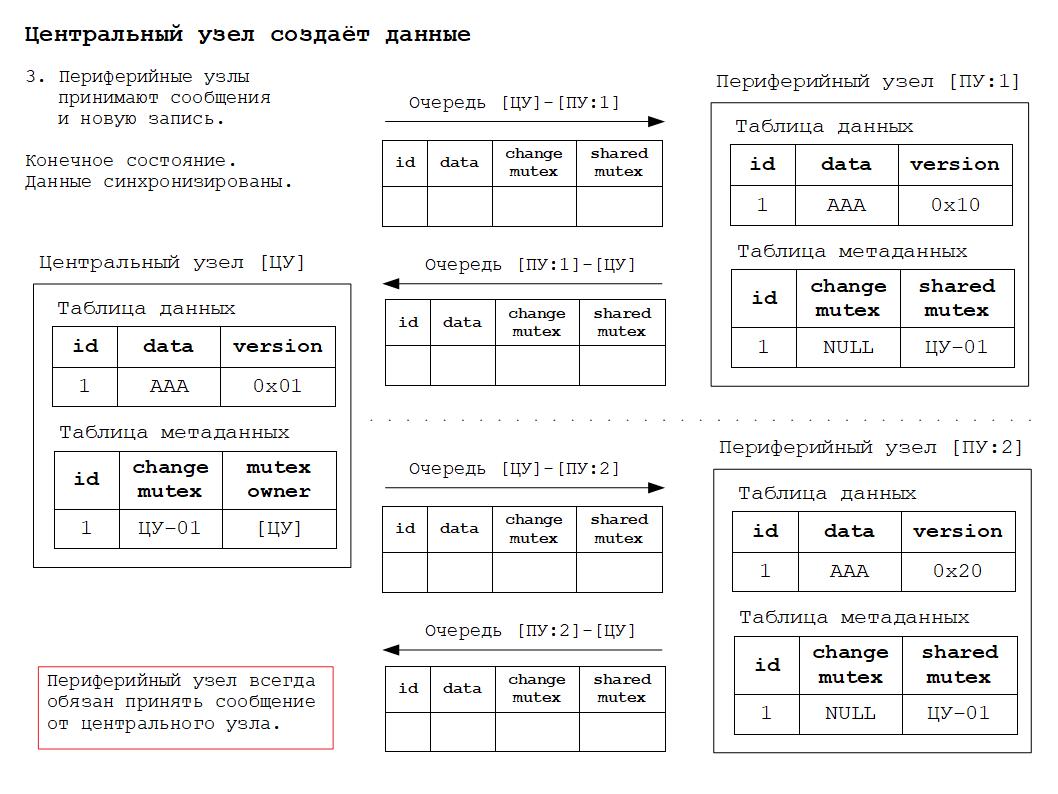 Центральный узел создаёт данные
3. Периферийные узлы
принимают сообщения
и новую запись.
Конечное состояние.
Данные синхронизированы.
Центральный узел [ЦУ]
Таблица данных
id data version
1 AAA 0x01
Таблица метаданных
id change mutex
mutex owner
1 ЦУ-01 [ЦУ]
Периферийный узел всегда
обязан принять сообщение
от центрального узла.
Очередь [ЦУ]-[ПУ:1]
id data change shared
mutex mutex
Очередь [ПУ:1]-[ЦУ]
id data change shared
mutex mutex
Периферийный узел [ПУ:1]
Таблица данных
id data version
1 AAA 0x10
Таблица метаданных
id change shared
mutex mutex
1 NULL ЦУ-01
Очередь [ЦУ]-[ПУ:2]
id data change shared
mutex mutex
Очередь [ПУ:2]-[ЦУ]
id data change shared
mutex mutex
Периферийный узел [ПУ:2]
Таблица данных
id data version
1 AAA 0x20
Таблица метаданных
id change shared
mutex mutex
1 NULL ЦУ-01